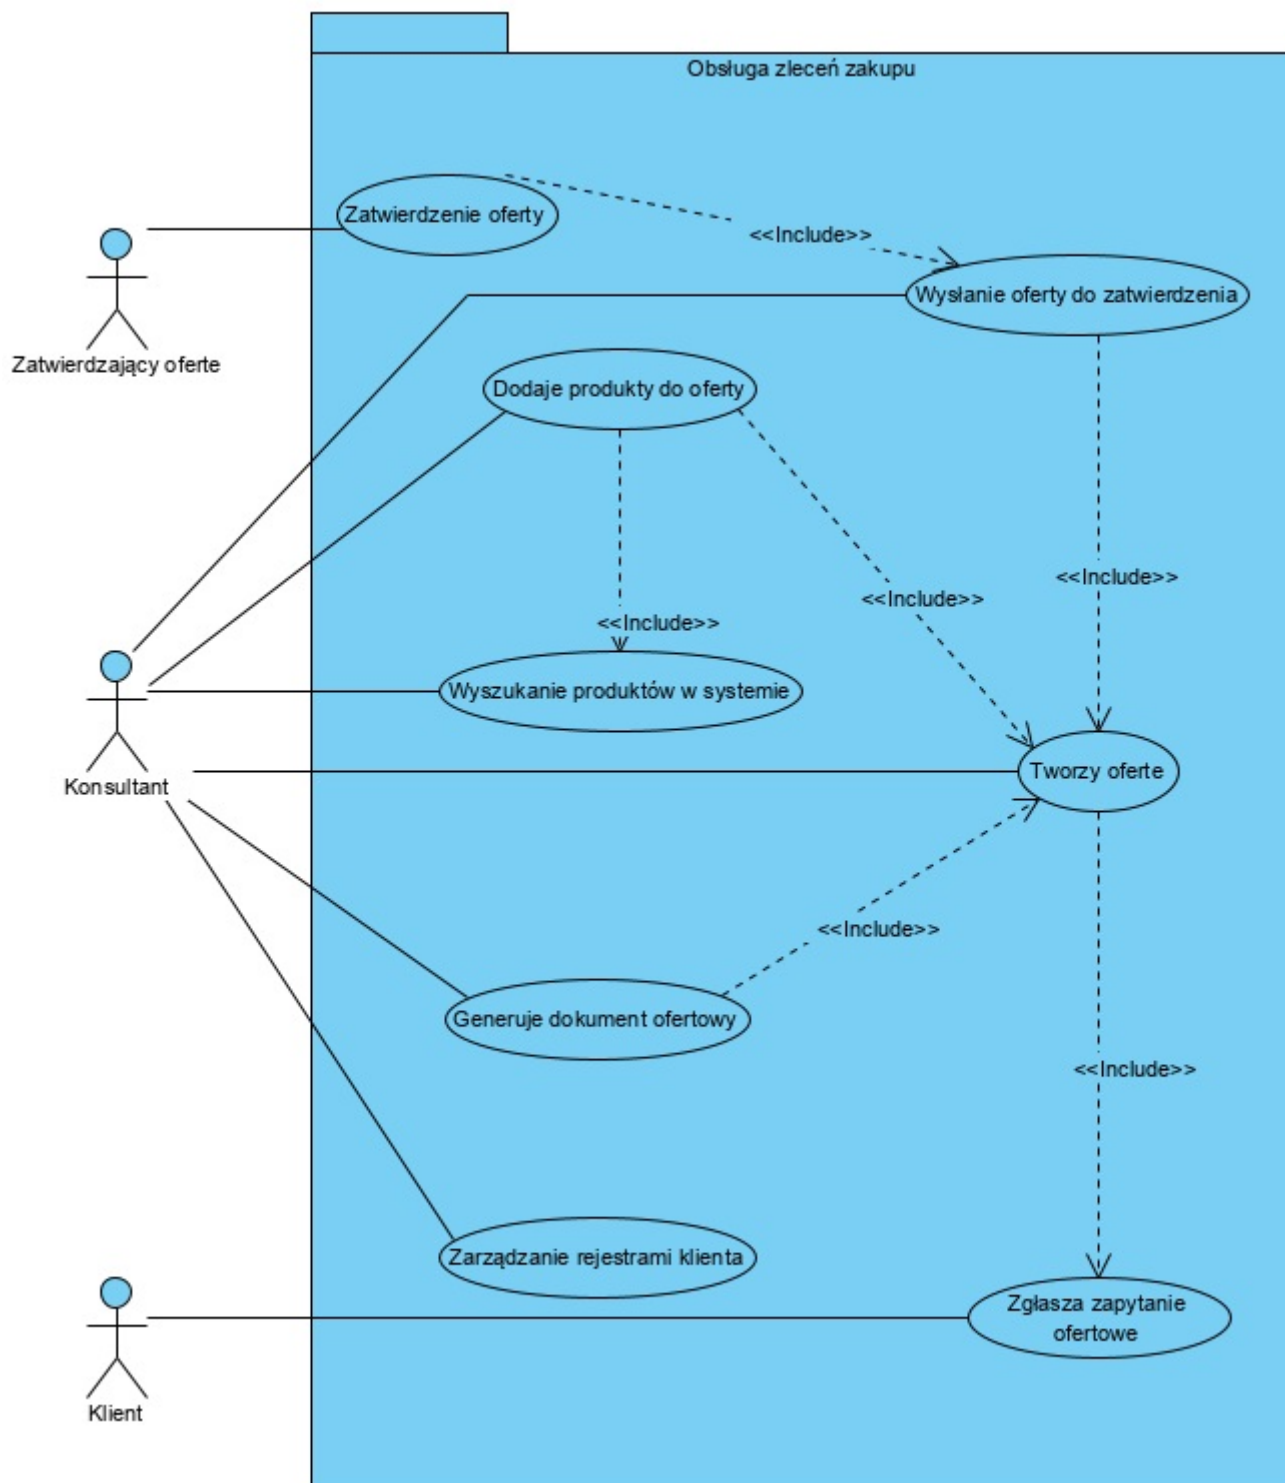 Obsługa zleceń zakupu
Zatwierdzenie oferty
<<Include>>
Wysłanie oferty do zatwierdzenia
Zatwierdzający oferte
Dodaje produkty do oferty
<<Include>>
<<Include>>
<<Include>>
Wyszukanie produktów w systemie
Konsultant
Tworzy oferte
<<Include>>
Generuje dokument ofertowy
<<Include>>
Zarządzanie rejestrami klienta
Zgłasza zapytanie
ofertowe
Klient